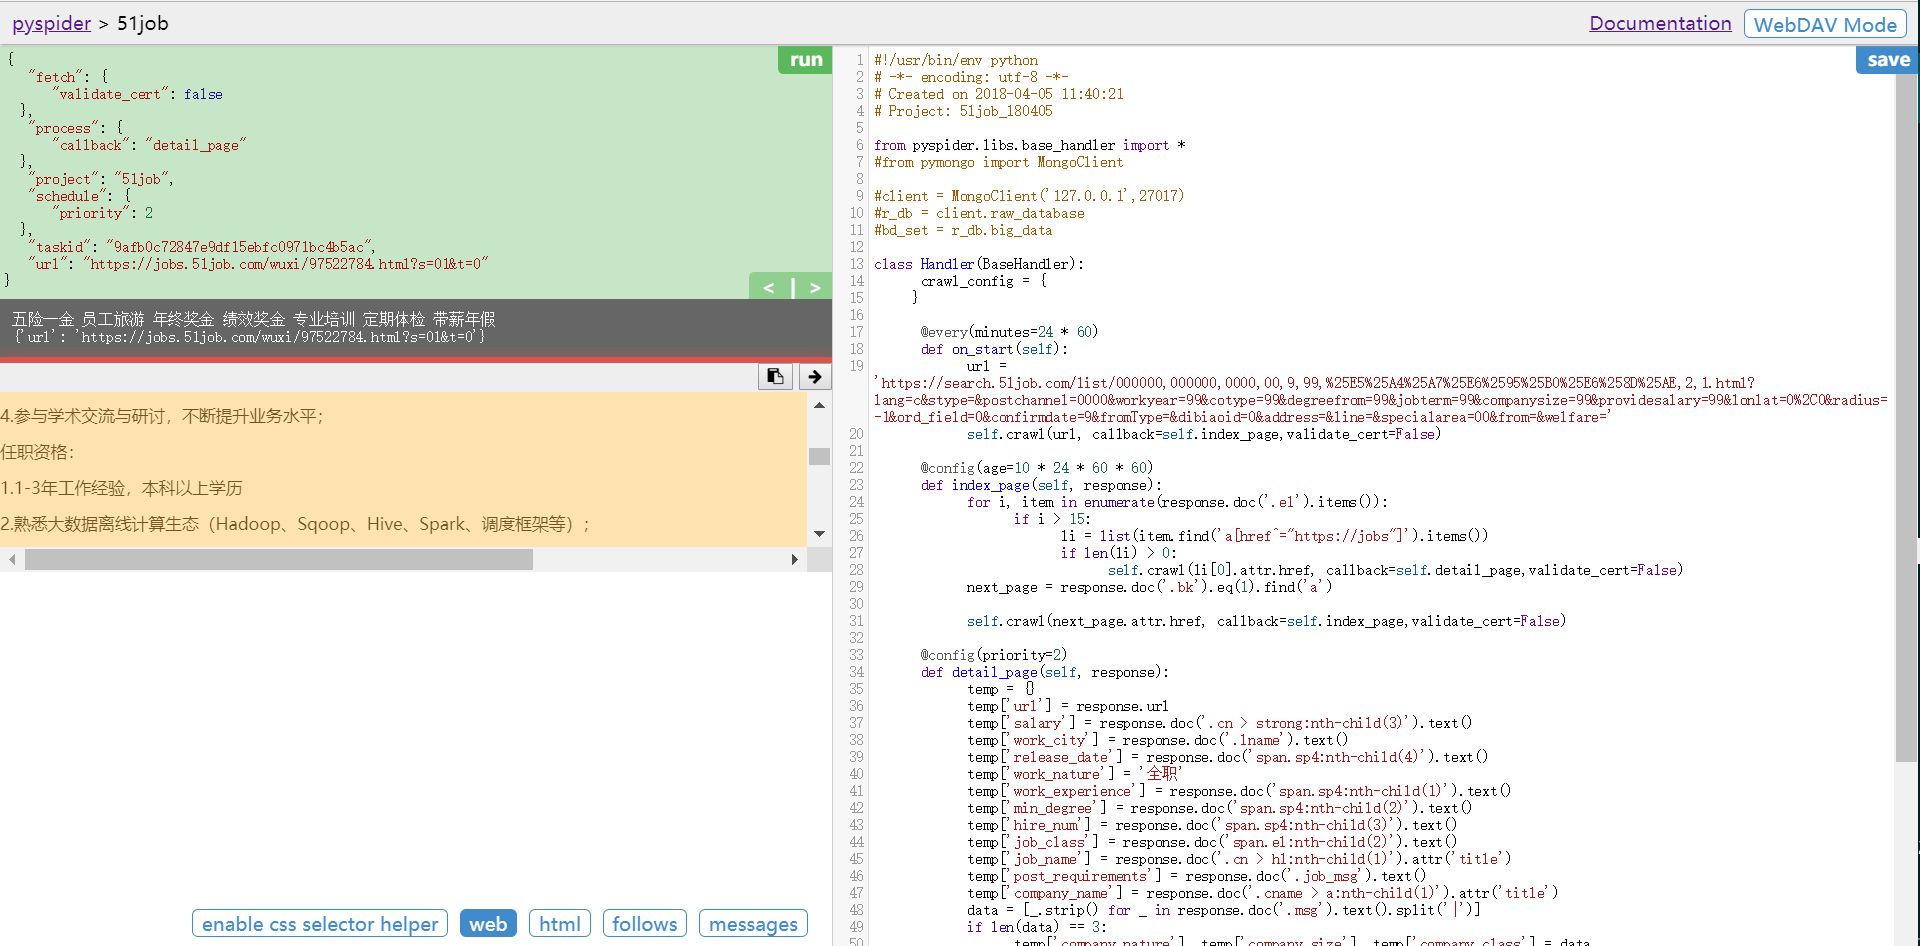 pyspider > 51job
Documentation
WebDAV Mode
{
"fetch": {
"validate_cert": false
},
"process": {
"callback": "detail_page"
},
"project": "51job",
"schedule": {
"priority": 2
},
"taskid": "9afb0c72847e9df15ebfc0971bc4b5ac",
"url": "https://jobs.51job.com/wuxi/97522784.html?s=01&t=0"
}
run
< | >
五险一金 员工旅游 年终奖金 绩效奖金 专业培训 定期体检 带薪年假
{'url': 'https://jobs.51job.com/wuxi/97522784.html?s=01&t=0'}
4.参与学术交流与研讨，不断提升业务水平；
任职资格：
1.1-3年工作经验，本科以上学历
2.熟悉大数据离线计算生态（Hadoop、Sqoop、Hive、Spark、调度框架等）；
enable css selector helper
web
html
follows
messages
save
1 #!/usr/bin/env python
2 # -*- encoding: utf-8 -*-
3 # Created on 2018-04-05 11:40:21
4 # Project: 51job_180405
5
6 from pyspider.libs.base_handler import *
7 #from pymongo import MongoClient
8
9 #client = MongoClient('127.0.0.1',27017)
10 #r_db = client.raw_database
11 #bd_set = r_db.big_data
12
13 class Handler(BaseHandler):
14 crawl_config = {
15 }
16
17 @every(minutes=24 * 60)
18 def on_start(self):
19 url =
'https://search.51job.com/list/000000,000000,0000,00,9,99,%25E5%25A4%25A7%25E6%2595%25B0%25E6%258D%25AE,2,1.html?
lang=c&stype=&postchannel=0000&workyear=99&cotype=99&degreefrom=99&jobterm=99&companysize=99&providesalary=99&lonlat=0%2C0&radius=
-1&ord_field=0&confirmdate=9&fromType=&dibiaoid=0&address=&line=&specialarea=00&from=&welfare='
20 self.crawl(url, callback=self.index_page,validate_cert=False)
21
22 @config(age=10 * 24 * 60 * 60)
23 def index_page(self, response):
24 for i, item in enumerate(response.doc('.el').items()):
25 if i > 15:
26 li = list(item.find('a[href^="https://jobs"]').items())
27 if len(li) > 0:
28 self.crawl(li[0].attr.href, callback=self.detail_page,validate_cert=False)
29 next_page = response.doc('.bk').eq(1).find('a')
30
31 self.crawl(next_page.attr.href, callback=self.index_page,validate_cert=False)
32
33 @config(priority=2)
34 def detail_page(self, response):
35 temp = {}
36 temp['url'] = response.url
37 temp['salary'] = response.doc('.cn > strong:nth-child(3)').text()
38 temp['work_city'] = response.doc('.lname').text()
39 temp['release_date'] = response.doc('span.sp4:nth-child(4)').text()
40 temp['work_nature'] = '全职'
41 temp['work_experience'] = response.doc('span.sp4:nth-child(1)').text()
42 temp['min_degree'] = response.doc('span.sp4:nth-child(2)').text()
43 temp['hire_num'] = response.doc('span.sp4:nth-child(3)').text()
44 temp['job_class'] = response.doc('span.el:nth-child(2)').text()
45 temp['job_name'] = response.doc('.cn > h1:nth-child(1)').attr('title')
46 temp['post_requirements'] = response.doc('.job_msg').text()
47 temp['company_name'] = response.doc('.cname > a:nth-child(1)').attr('title')
48 data = [_.strip() for _ in response.doc('.msg').text().split('|')]
49 if len(data) == 3:
50 temp['company_nature'], temp['company_size'], temp['company_class'] = data